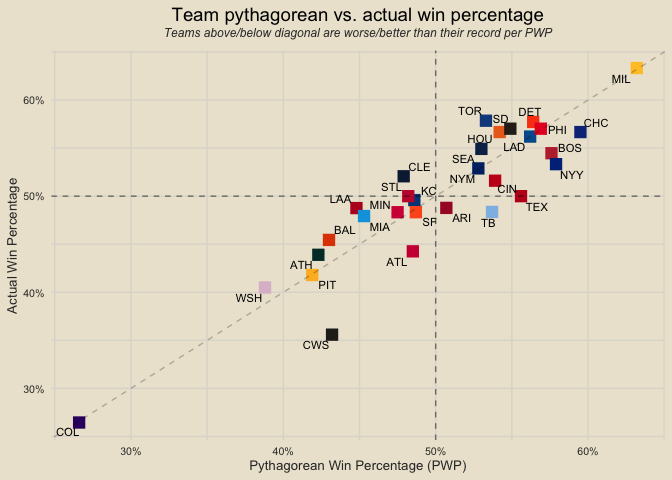 Team pythagorean vs. actual win percentage
Teams above/below diagonal are worse/better than their record per PWP
MIL
60%
TOR
SD
DET
CHC
PHI
HOU
LAD
BOS
SEA
CLE
NYY
NYM
STL
KC
CIN
50%
LAA
MIN
TEX
SF
ARI
TB
BAL
MIA
ATH
ATL
40%
PIT
WSH
CWS
30%
COL
30%
40%
50%
60%
Pythagorean Win Percentage (PWP)
Actual Win Percentage